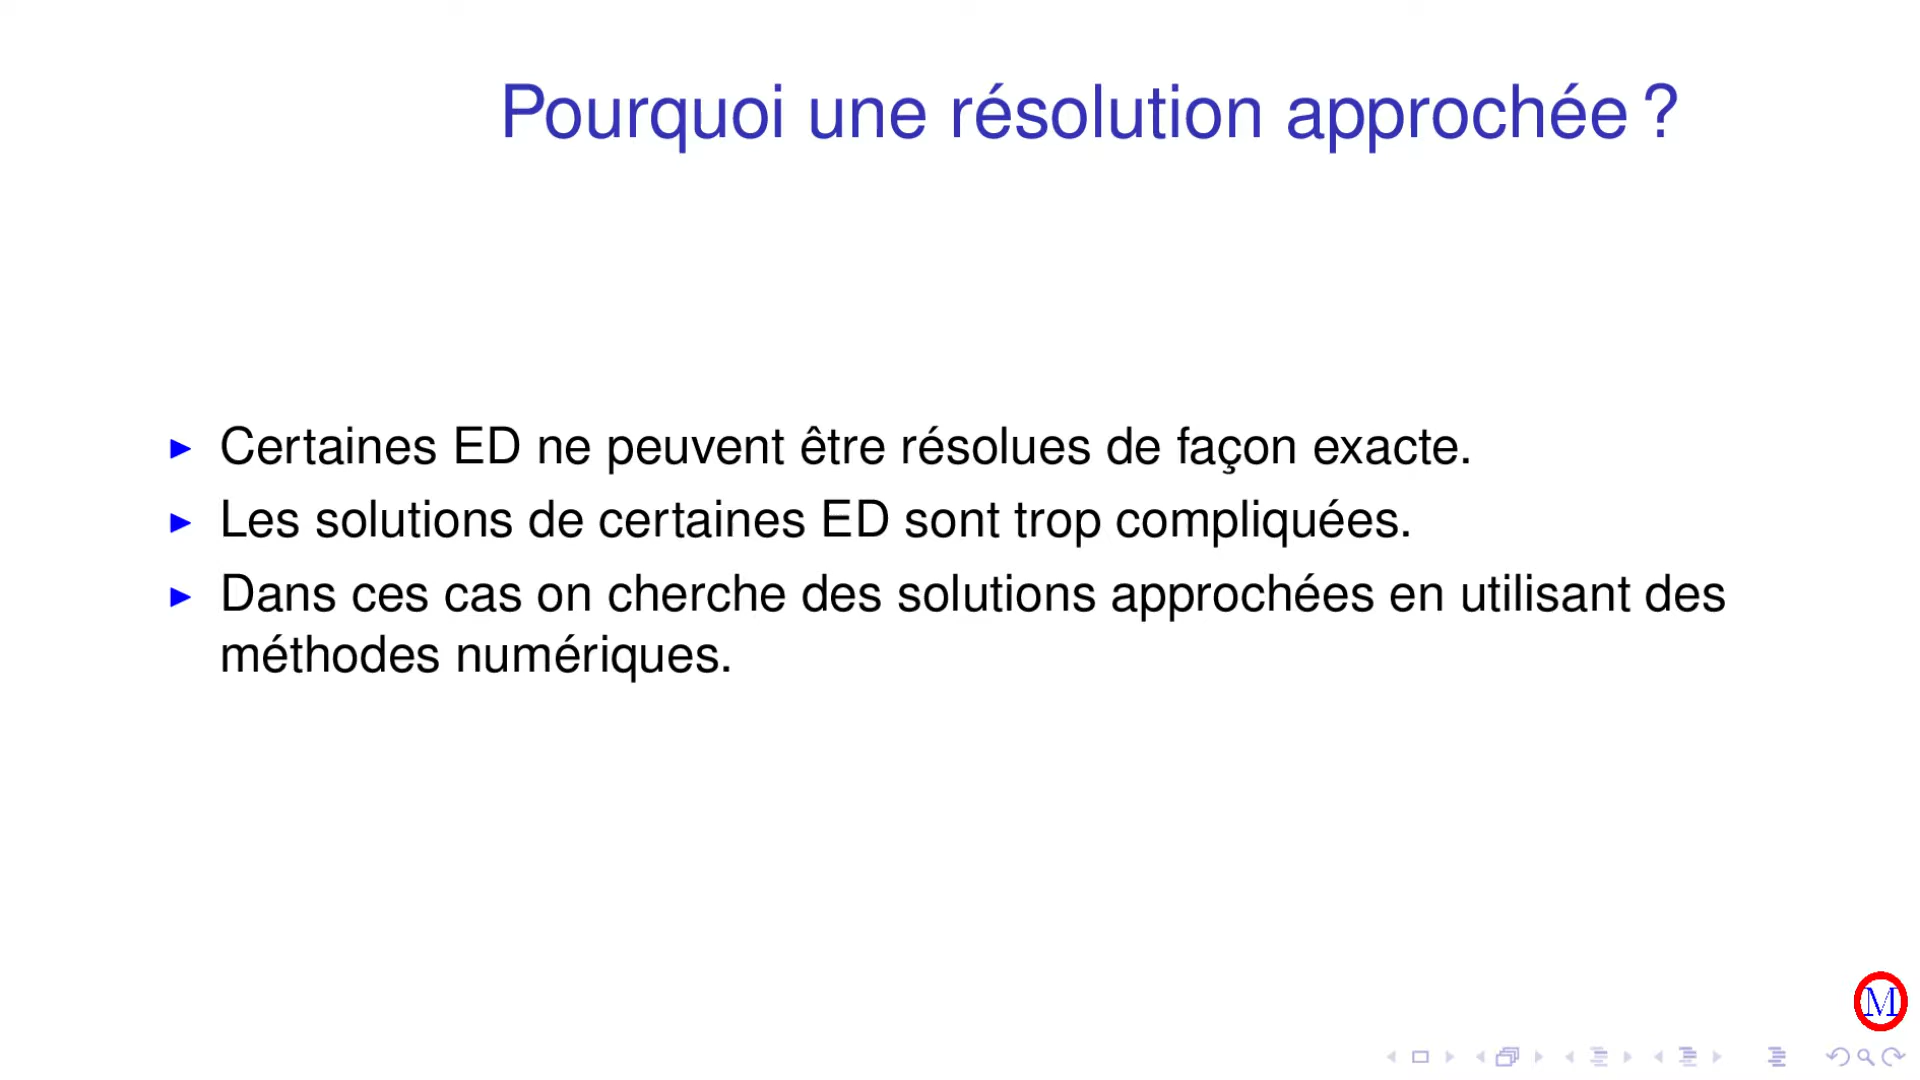 Pourquoi une résolution approchée ?
Certaines ED ne peuvent être résolues de façon exacte.
Les solutions de certaines ED sont trop compliquées.
Dans ces cas on cherche des solutions approchées en utilisant des
méthodes numériques.
M